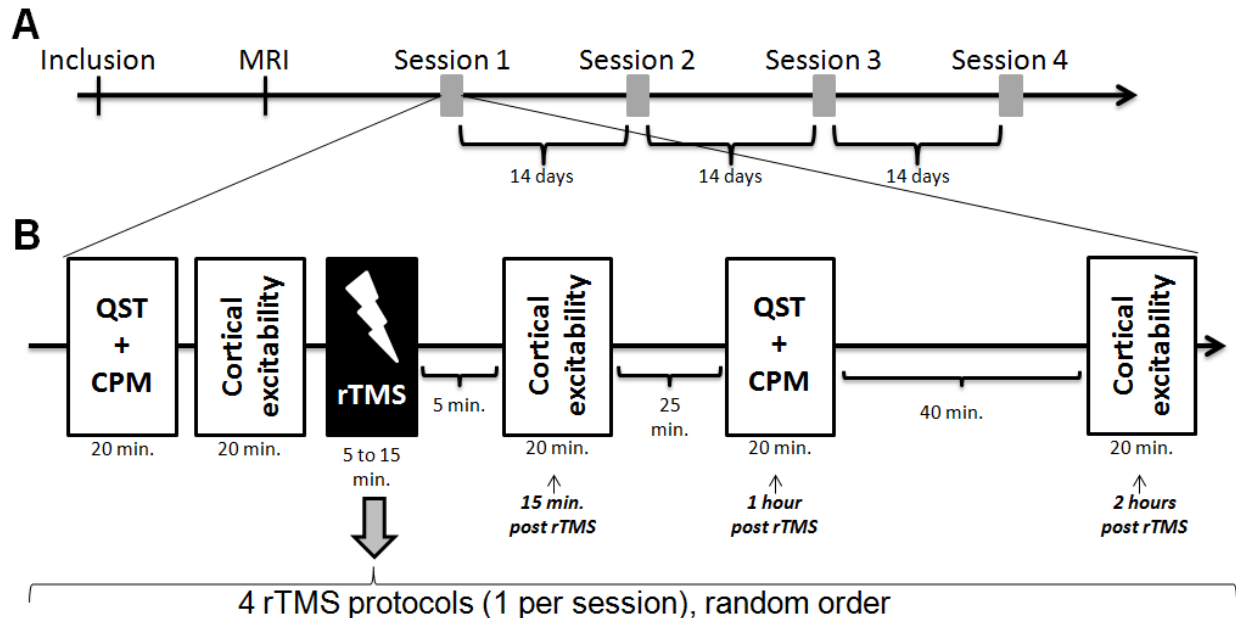 A
Inclusion
MRI
Session 1
Session 2
Session 3
Session 4
14 days
14 days
14 days
B
QST
+
CPM
20 min.
Cortical
excitability
20 min.
rTMS
5 to 15
min.
5 min.
Cortical
excitability
20 min.
15 min.
post rTMS
25
min.
QST
+
CPM
20 min.
1 hour
post rTMS
40 min.
Cortical
excitability
20 min.
2 hours
post rTMS
4 rTMS protocols (1 per session), random order